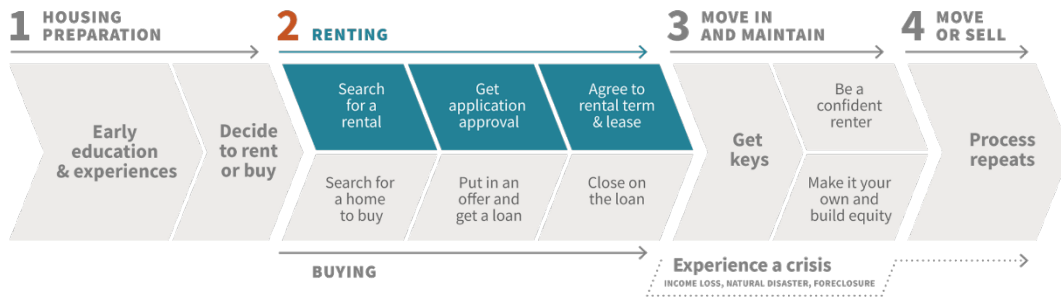 1 HOUSING
PREPARATION
2 RENTING
3 MOVE IN
AND MAINTAIN
4 MOVE
OR SELL
Early
education
& experiences
Decide
to rent
or buy
Search
for a
rental
Get
application
approval
Agree to
rental term
& lease
Search for
a home
to buy
Put in an
offer and
get a loan
Close on
the loan
Get
keys
Be a
confident
renter
Make it your
own and
build equity
Process
repeats
BUYING
Experience a crisis
INCOME LOSS, NATURAL DISASTER, FORECLOSURE